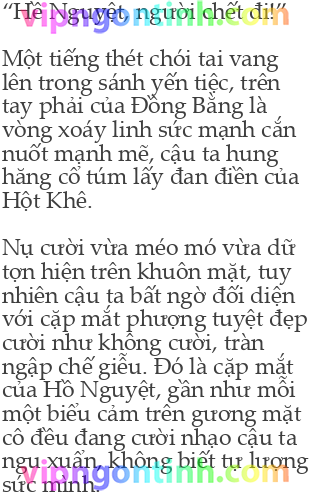 “Hề Nguyệt, ngươi chết đi!”
Một tiếng thét chói tai vang
lên trong sảnh yến tiệc, trên
tay phải của Đồng Bằng là
vòng xoáy linh sức mạnh cắn
nuốt mạnh mẽ, cậu ta hung
hăng cố túm lấy đan điền của
Hột Khê.
Nụ cười vừa méo mó vừa dữ
tợn hiện trên khuôn mặt, tuy
nhiên cậu ta bất ngờ đối diện
với cặp mắt phượng tuyệt đẹp
cười như không cười, tràn
ngập chế giễu. Đó là cặp mắt
của Hồ Nguyệt, gần như mỗi
một biểu cảm trên gương mặt
cô đều đang cười nhạo cậu ta
ngu xuẩn, không biết tự lượng
sức mình.
vipngontinh.com
vipngontinh.com